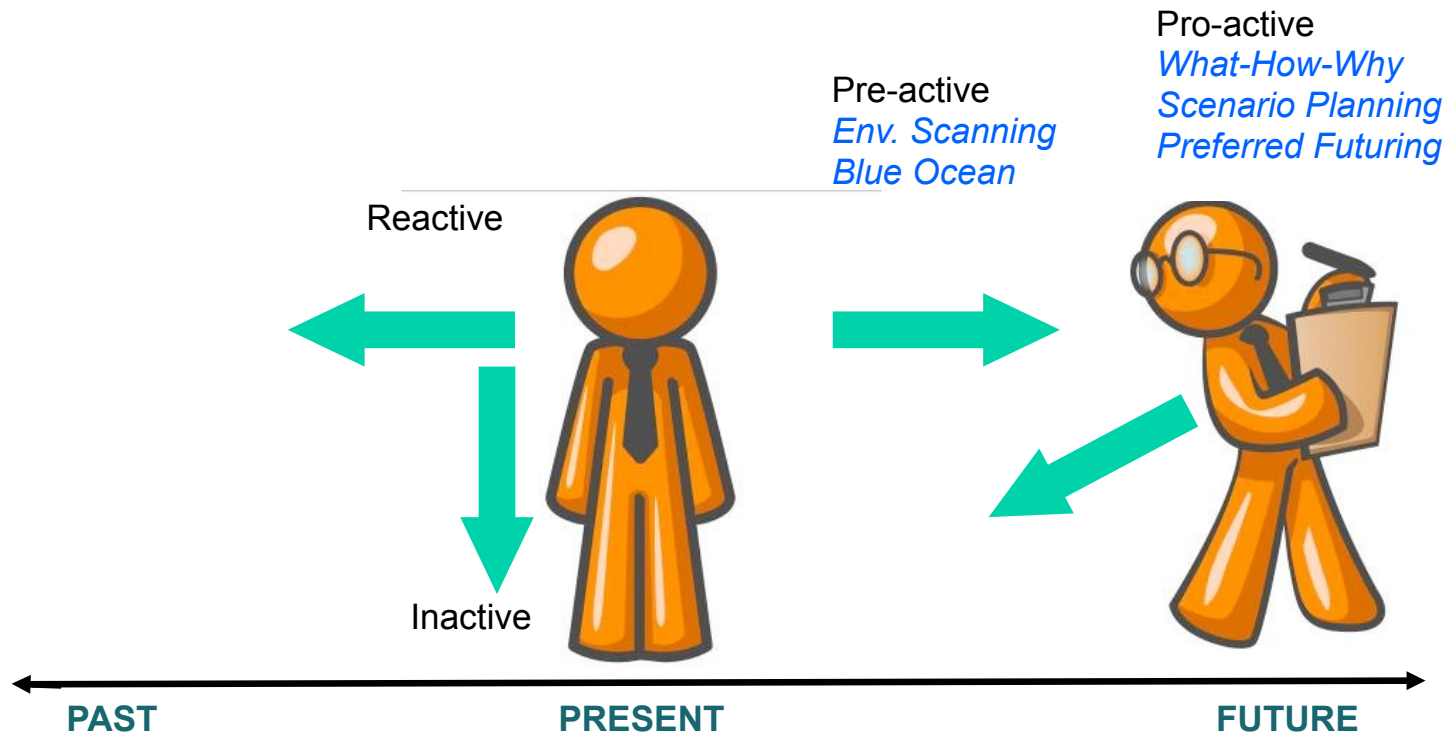 Pro-active
What-How-Why
Scenario Planning
Preferred Futuring
Pre-active
Env. Scanning
Blue Ocean
Reactive
Inactive
PAST
PRESENT
FUTURE